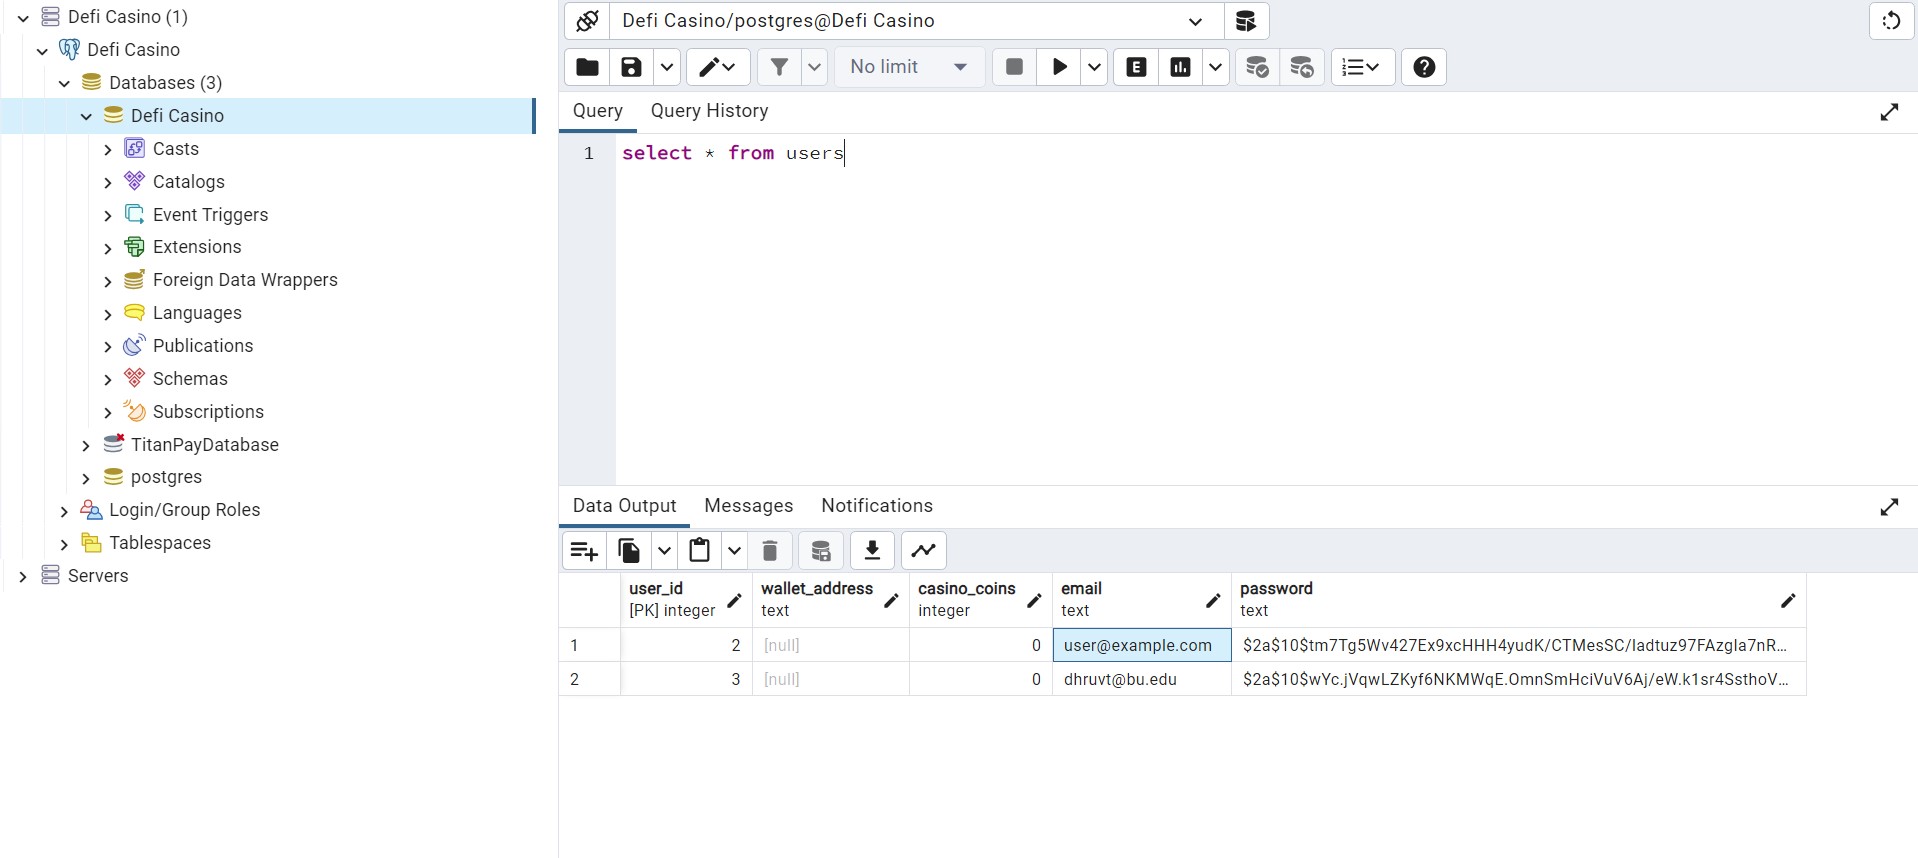 Defi Casino (1)
Defi Casino
Databases (3)
Defi Casino
Casts
Catalogs
Event Triggers
Extensions
Foreign Data Wrappers
Languages
Publications
Schemas
Subscriptions
TitanPayDatabase
postgres
Login/Group Roles
Tablespaces
Servers
Defi Casino/postgres@Defi Casino
No limit
E
Query Query History
1 select * from users
Data Output Messages Notifications
user_id wallet_address casino_coins email password
[PK] integer text integer text text
1 2 [null] 0 user@example.com $2a$10$tm7Tg5Wv427Ex9xcHHH4yudK/CTMesSC/ladtuz97FAzgIa7nR...
2 3 [null] 0 dhruvt@bu.edu $2a$10$wYc.jVqwLZKyf6NKMWqE.OmnSmHciVuV6Aj/eW.k1sr4SsthoV...